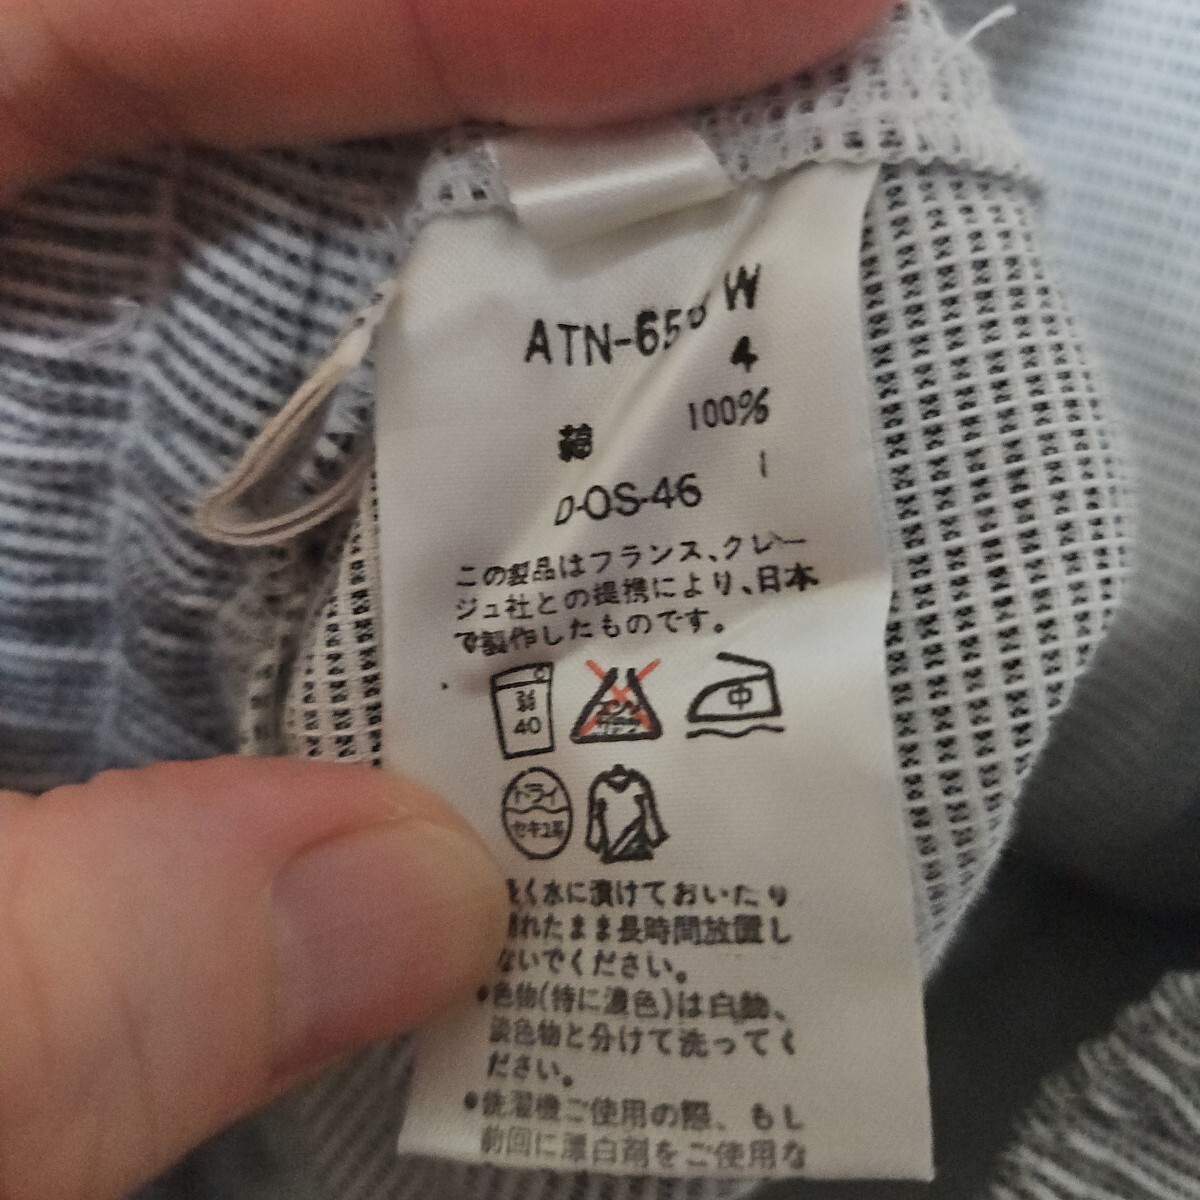 W
4
綿 100%
D-OS-46
この製品はフランス、クレー
ジュ社との提携により、日本
で製作したものです。
弱
40
エンソ
中
ドライ
セキユ系
く水に漬けておいたり
れたまま長時間放置し
ないでください。
●色物(特に濃色)は白物、
淡色物と分けて洗ってく
ださい。
●洗濯機ご使用の際、もし
前回に漂白剤をご使用な